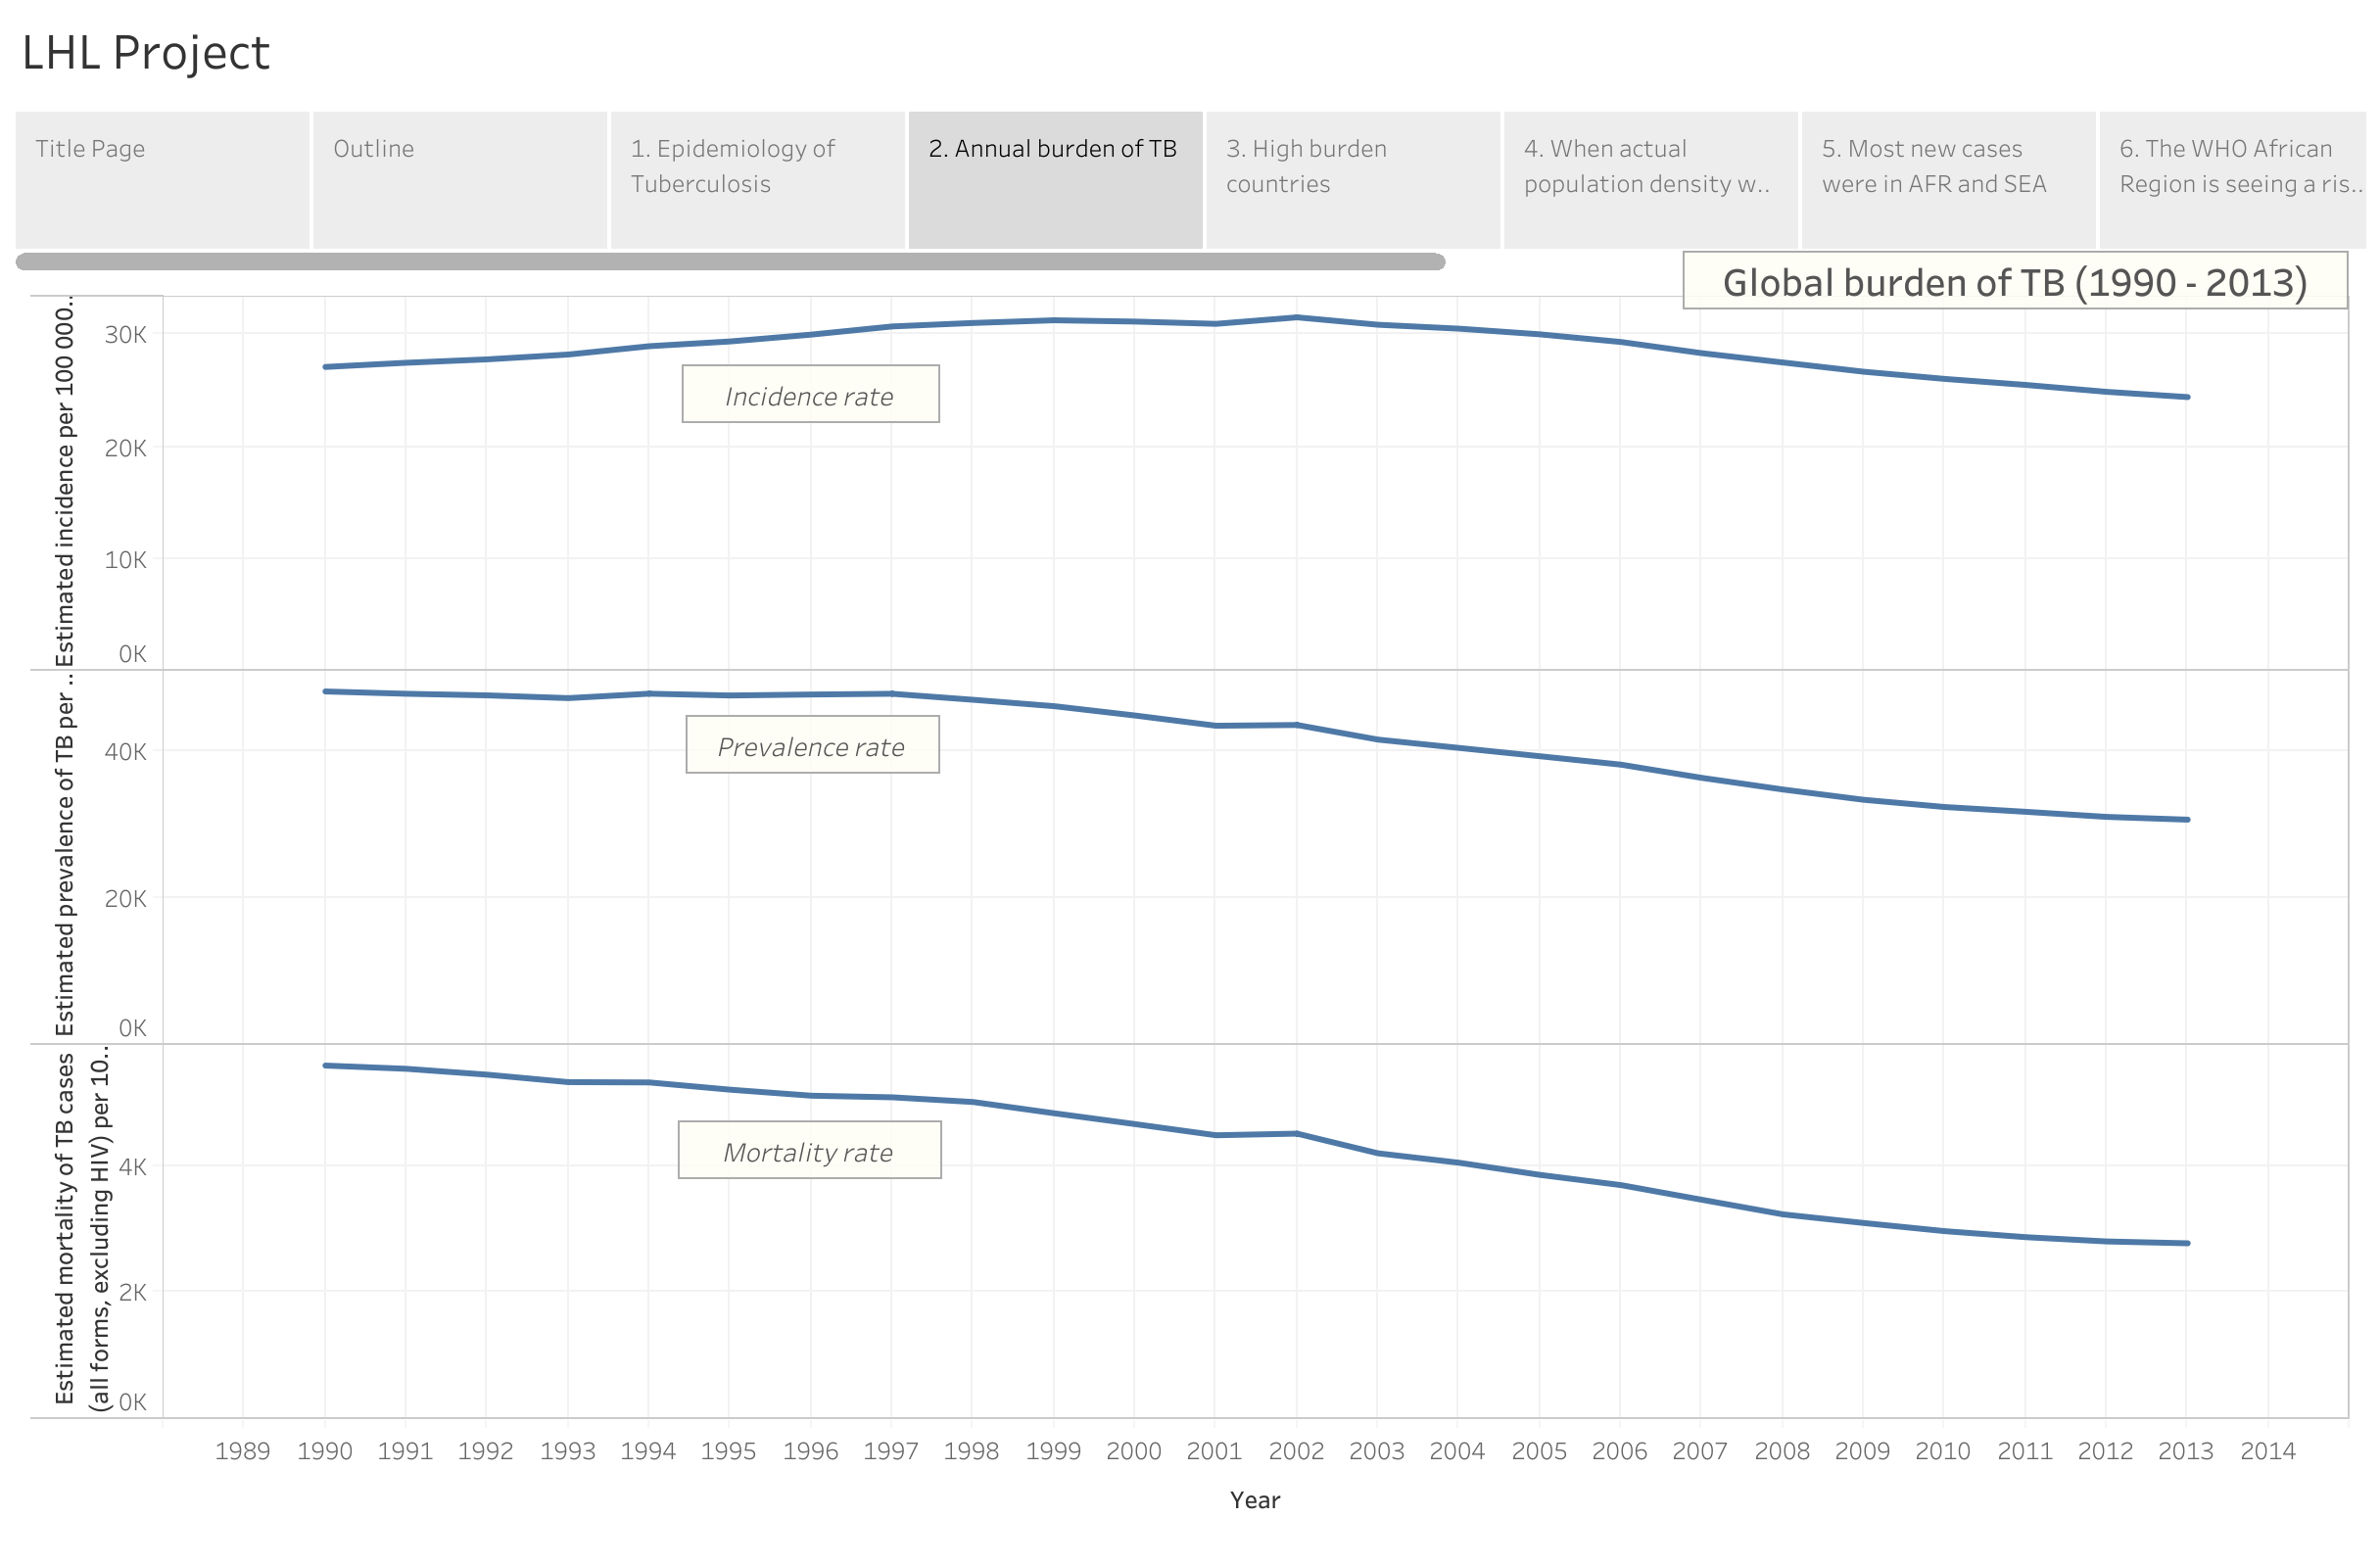 LHL Project
Title Page
Outline
1. Epidemiology of
Tuberculosis
2. Annual burden of TB
3. High burden
countries
4. When actual
population density w..
5. Most new cases
were in AFR and SEA
6. The WHO African
Region is seeing a ris..
Global burden of TB (1990 - 2013)
Estimated incidence per 100 000..
30K
20K
10K
0K
Incidence rate
Estimated prevalence of TB per ..
40K
20K
0K
Prevalence rate
Estimated mortality of TB cases
(all forms, excluding HIV) per 10..
4K
2K
0K
Mortality rate
1989 1990 1991 1992 1993 1994 1995 1996 1997 1998 1999 2000 2001 2002 2003 2004 2005 2006 2007 2008 2009 2010 2011 2012 2013 2014
Year